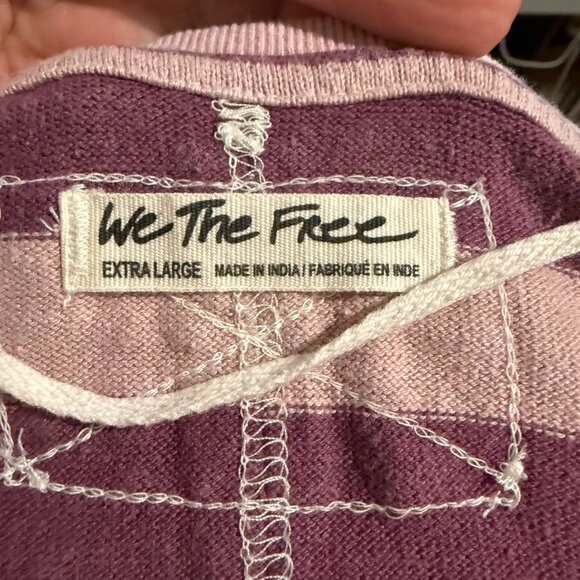 We The Free
EXTRA LARGE MADE IN INDIA / FABRIQUÉ EN INDE